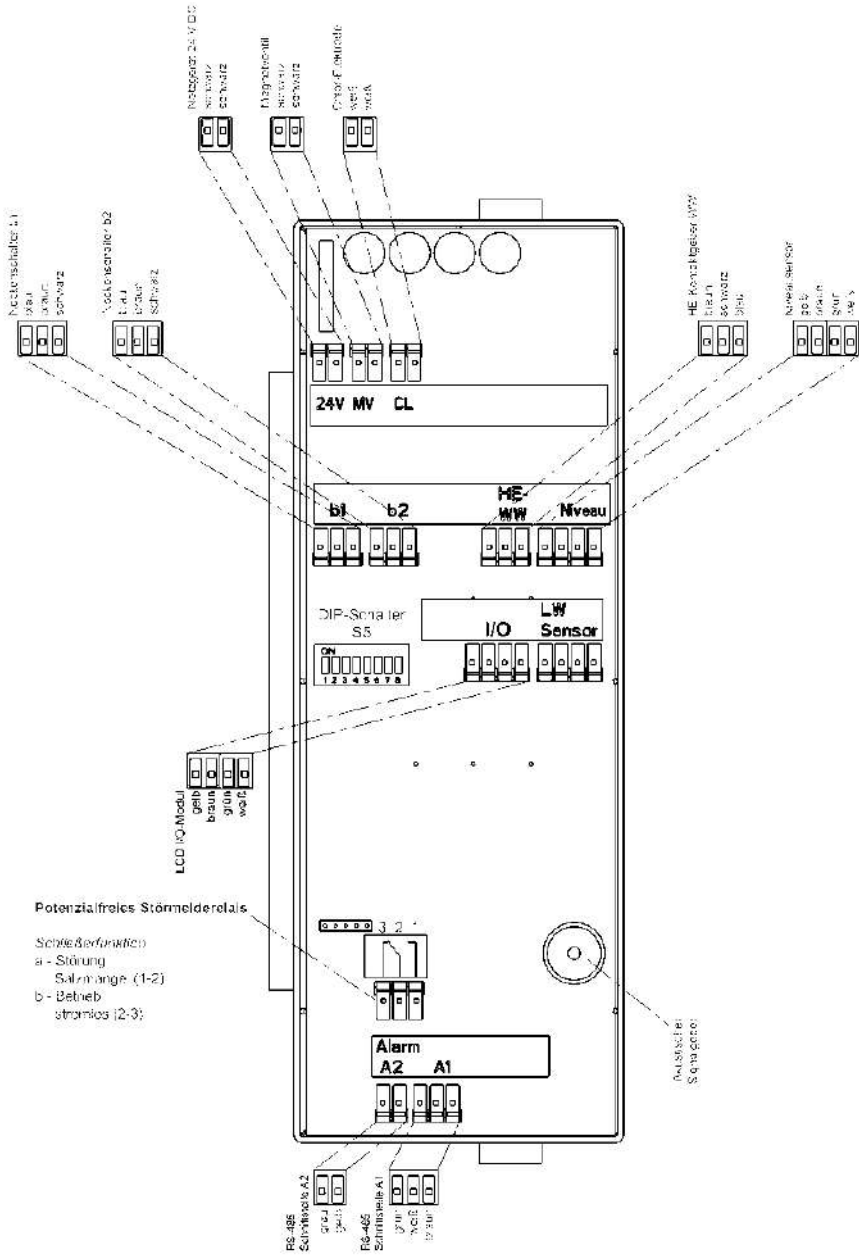 Netzgerät 24 V DC
schwarz
schwarz
Magnetventil
schwarz
schwarz
weiß
weiß
Nockenschalter b1
blau
braun
schwarz
Nockenschalter b2
blau
braun
schwarz
HE-Kontaktgeber WW
braun
schwarz
blau
Niveausensor
gelb
braun
grün
weiß
24V MV CL
b1 b2 HE-
WW Niveau
DIP-Schalter
S5
ON
1 2 3 4 5 6 7 8
I/O
LW
Sensor
LCD I/O-Modul
gelb
braun
grün
weiß
Potenzialfreies Störmelderelais
Schließerfunktion
a - Störung
Salzmangel (1-2)
b - Betrieb
stromlos (2-3)
3 2 1
Akustischer
Signalgeber
Alarm
A2 A1
RS-485
Schnittstelle A2
grau
gelb
RS-485
Schnittstelle A1
grün
weiß
braun